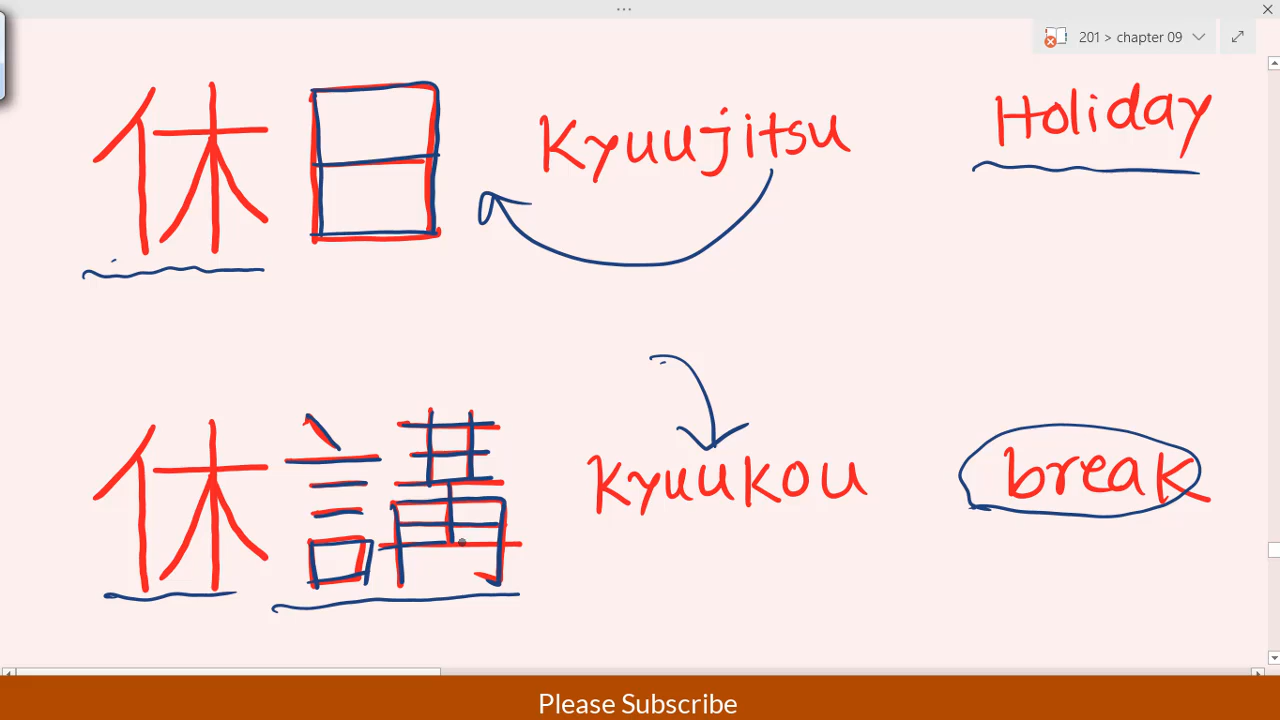 201 > chapter 09
休日 Kyuujitsu Holiday
休講 Kyuukou break
Please Subscribe